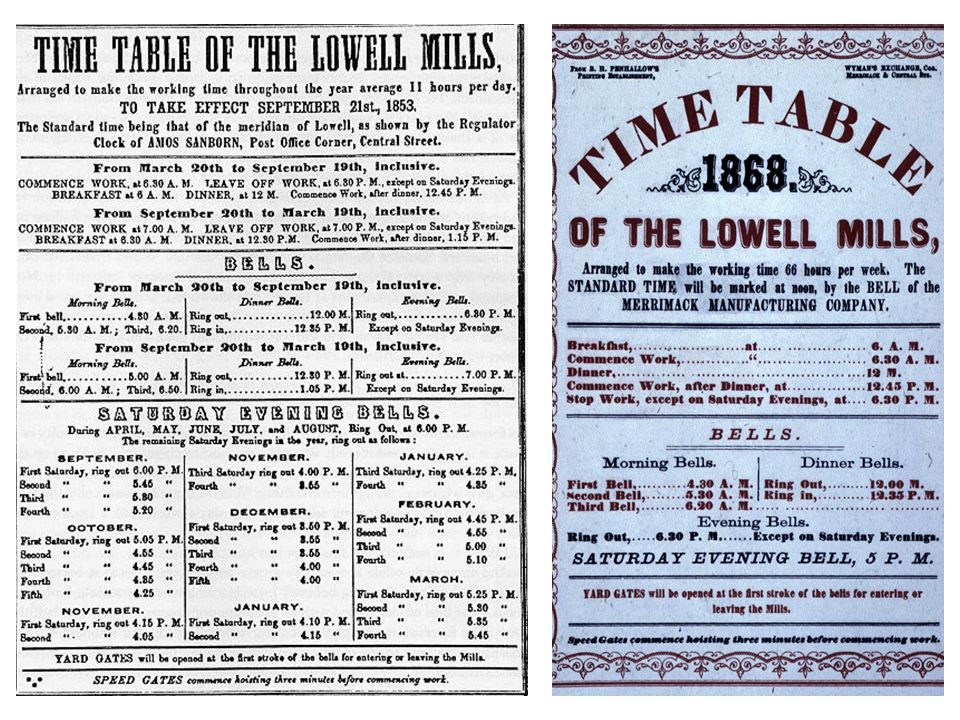 TIME TABLE OF THE LOWELL MILLS,
Arranged to make the working time throughout the year average 11 hours per day.
TO TAKE EFFECT SEPTEMBER 21st., 1853.
The Standard time being that of the meridian of Lowell, as shown by the Regulator
Clock of AMOS SANBORN, Post Office Corner, Central Street.
From March 20th to September 19th, inclusive.
COMMENCE WORK, at 6.30 A. M. LEAVE OFF WORK, at 6.30 P. M., except on Saturday Evenings.
BREAKFAST at 6 A. M. DINNER, at 12 M. Commence Work, after dinner, 12.45 P. M.
From September 20th to March 19th, inclusive.
COMMENCE WORK, at 7.00 A. M. LEAVE OFF WORK, at 7.00 P. M., except on Saturday Evenings.
BREAKFAST at 6.30 A. M. DINNER, at 12.30 P.M. Commence Work, after dinner, 1.15 P. M.
BELLS.
From March 20th to September 19th, inclusive.
Morning Bells. Dinner Bells. Evening Bells.
First bell,..........4.30 A. M. Ring out,..........12.00 M. Ring out,..........6.30 P. M.
Second, 5.30 A. M.; Third, 6.20. Ring in,..........12.35 P. M. Except on Saturday Evenings.
From September 20th to March 19th, inclusive.
Morning Bells. Dinner Bells. Evening Bells.
First bell,..........5.00 A. M. Ring out,..........12.30 P. M. Ring out at..........7.00 P. M.
Second, 6.00 A. M.; Third, 6.50. Ring in,..........1.05 P. M. Except on Saturday Evenings.
SATURDAY EVENING BELLS.
During APRIL, MAY, JUNE, JULY, and AUGUST, Ring Out, at 6.00 P. M.
The remaining Saturday Evenings in the year, ring out as follows:
SEPTEMBER.
First Saturday, ring out 6.00 P. M.
Second " " 5.45 "
Third " " 5.30 "
Fourth " " 5.20 "
OCTOBER.
First Saturday, ring out 5.05 P. M.
Second " " 4.55 "
Third " " 4.45 "
Fourth " " 4.35 "
Fifth " " 4.25 "
NOVEMBER.
First Saturday, ring out 4.15 P. M.
Second " " 4.05 "
NOVEMBER.
Third Saturday ring out 4.00 P. M.
Fourth " " 3.55 "
DECEMBER.
First Saturday, ring out 3.50 P. M.
Second " " 3.55 "
Third " " 3.55 "
Fourth " " 4.00 "
Fifth " " 4.00 "
JANUARY.
First Saturday, ring out 4.10 P. M.
Second " " 4.15 "
JANUARY.
Third Saturday, ring out 4.25 P. M.
Fourth " " 4.35 "
FEBRUARY.
First Saturday, ring out 4.45 P. M.
Second " " 4.55 "
Third " " 5.00 "
Fourth " " 5.10 "
MARCH.
First Saturday, ring out 5.25 P. M.
Second " " 5.30 "
Third " " 5.35 "
Fourth " " 5.45 "
YARD GATES will be opened at the first stroke of the bells for entering or leaving the Mills.
SPEED GATES commence hoisting three minutes before commencing work.
From B. H. PENHALLOW'S
PRINTING ESTABLISHMENT,
WYMAN'S EXCHANGE, COR.
MERRIMACK & CENTRAL STS.
TIME TABLE
1868.
OF THE LOWELL MILLS,
Arranged to make the working time 66 hours per week. The
STANDARD TIME will be marked at noon, by the BELL of the
MERRIMACK MANUFACTURING COMPANY.
Breakfast,....................at....................6. A. M.
Commence Work,..........".............6.30 A. M.
Dinner,..............................12 M.
Commence Work, after Dinner, at............12.45 P. M.
Stop Work, except on Saturday Evenings, at....6.30 P. M.
BELLS.
Morning Bells. Dinner Bells.
First Bell,........4.30 A. M. Ring Out,........12.00 M.
Second Bell,......5.30 A. M. Ring in,........12.35 P. M.
Third Bell,........6.20 A. M.
Evening Bells.
Ring Out,.....6.30 P. M......Except on Saturday Evenings.
SATURDAY EVENING BELL, 5 P. M.
YARD GATES will be opened at the first stroke of the bells for entering or
leaving the Mills.
Speed Gates commence hoisting three minutes before commencing work.